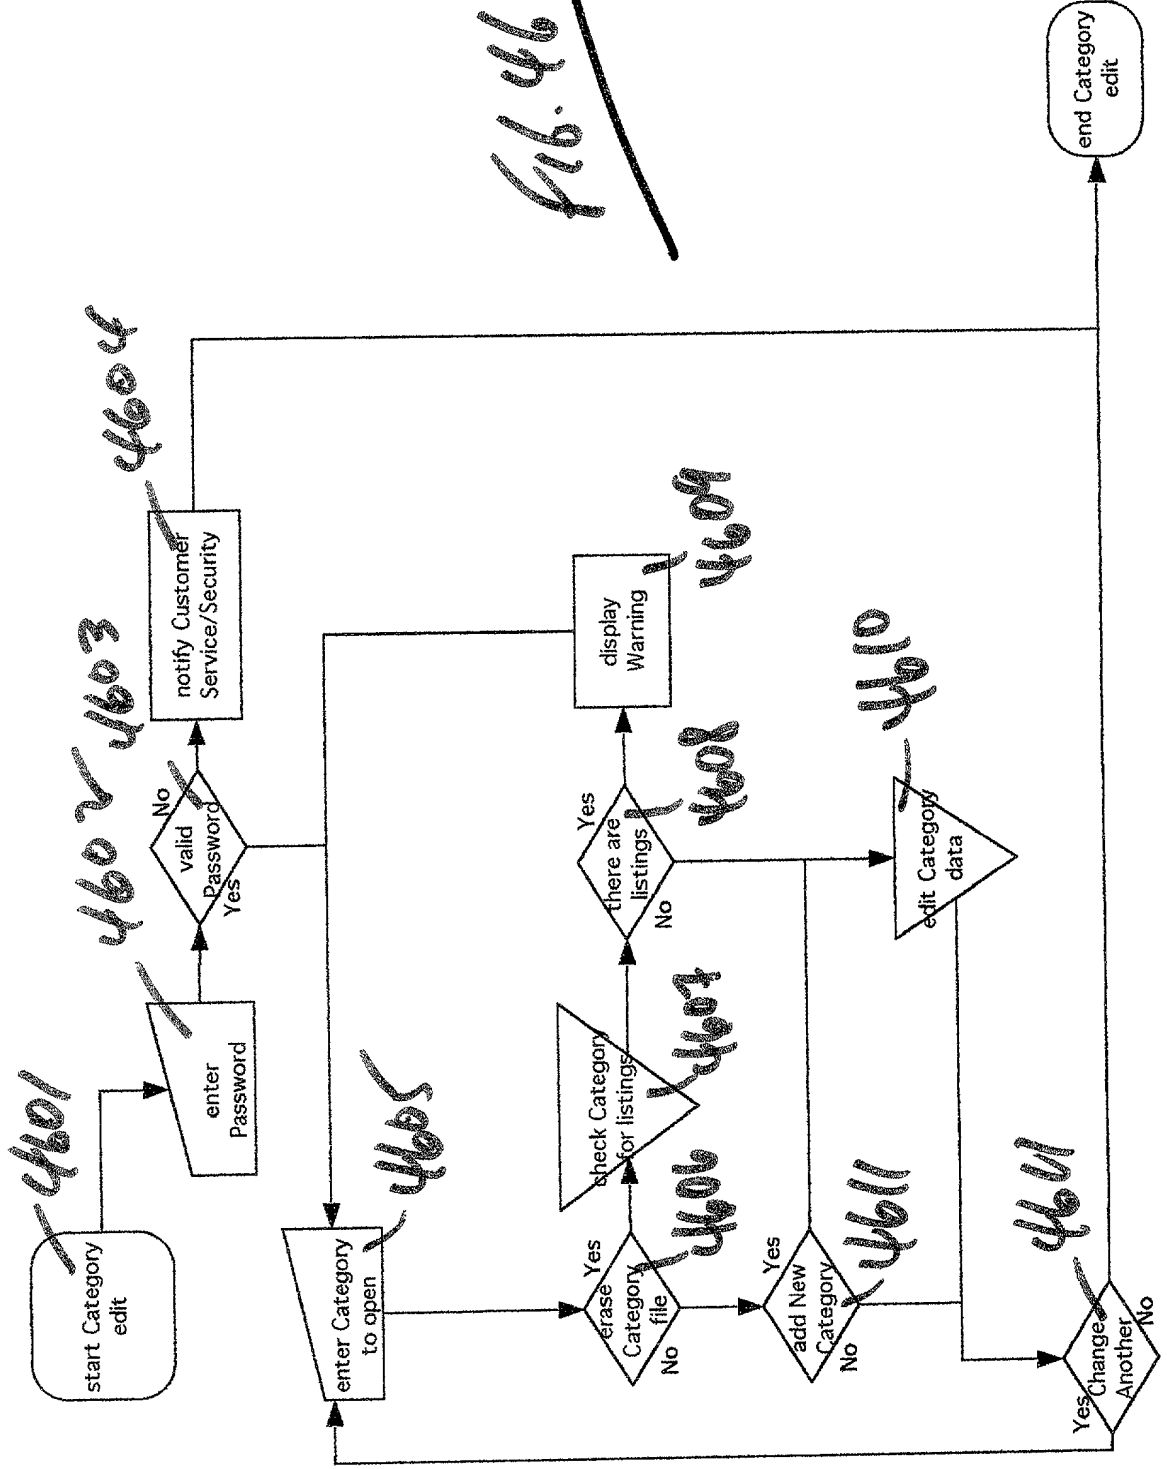 4601
start Category
edit
4602
enter
Password
4603
valid
Password
No
Yes
4604
notify Customer
Service/Security
4605
enter Category
to open
4606
erase
Category
file
Yes
No
4607
check Category
for listings
4608
there are
listings
Yes
No
4609
display
Warning
4610
edit Category
data
4611
add New
Category
Yes
No
4641
Change
Another
Yes
No
end Category
edit
FIG. 46